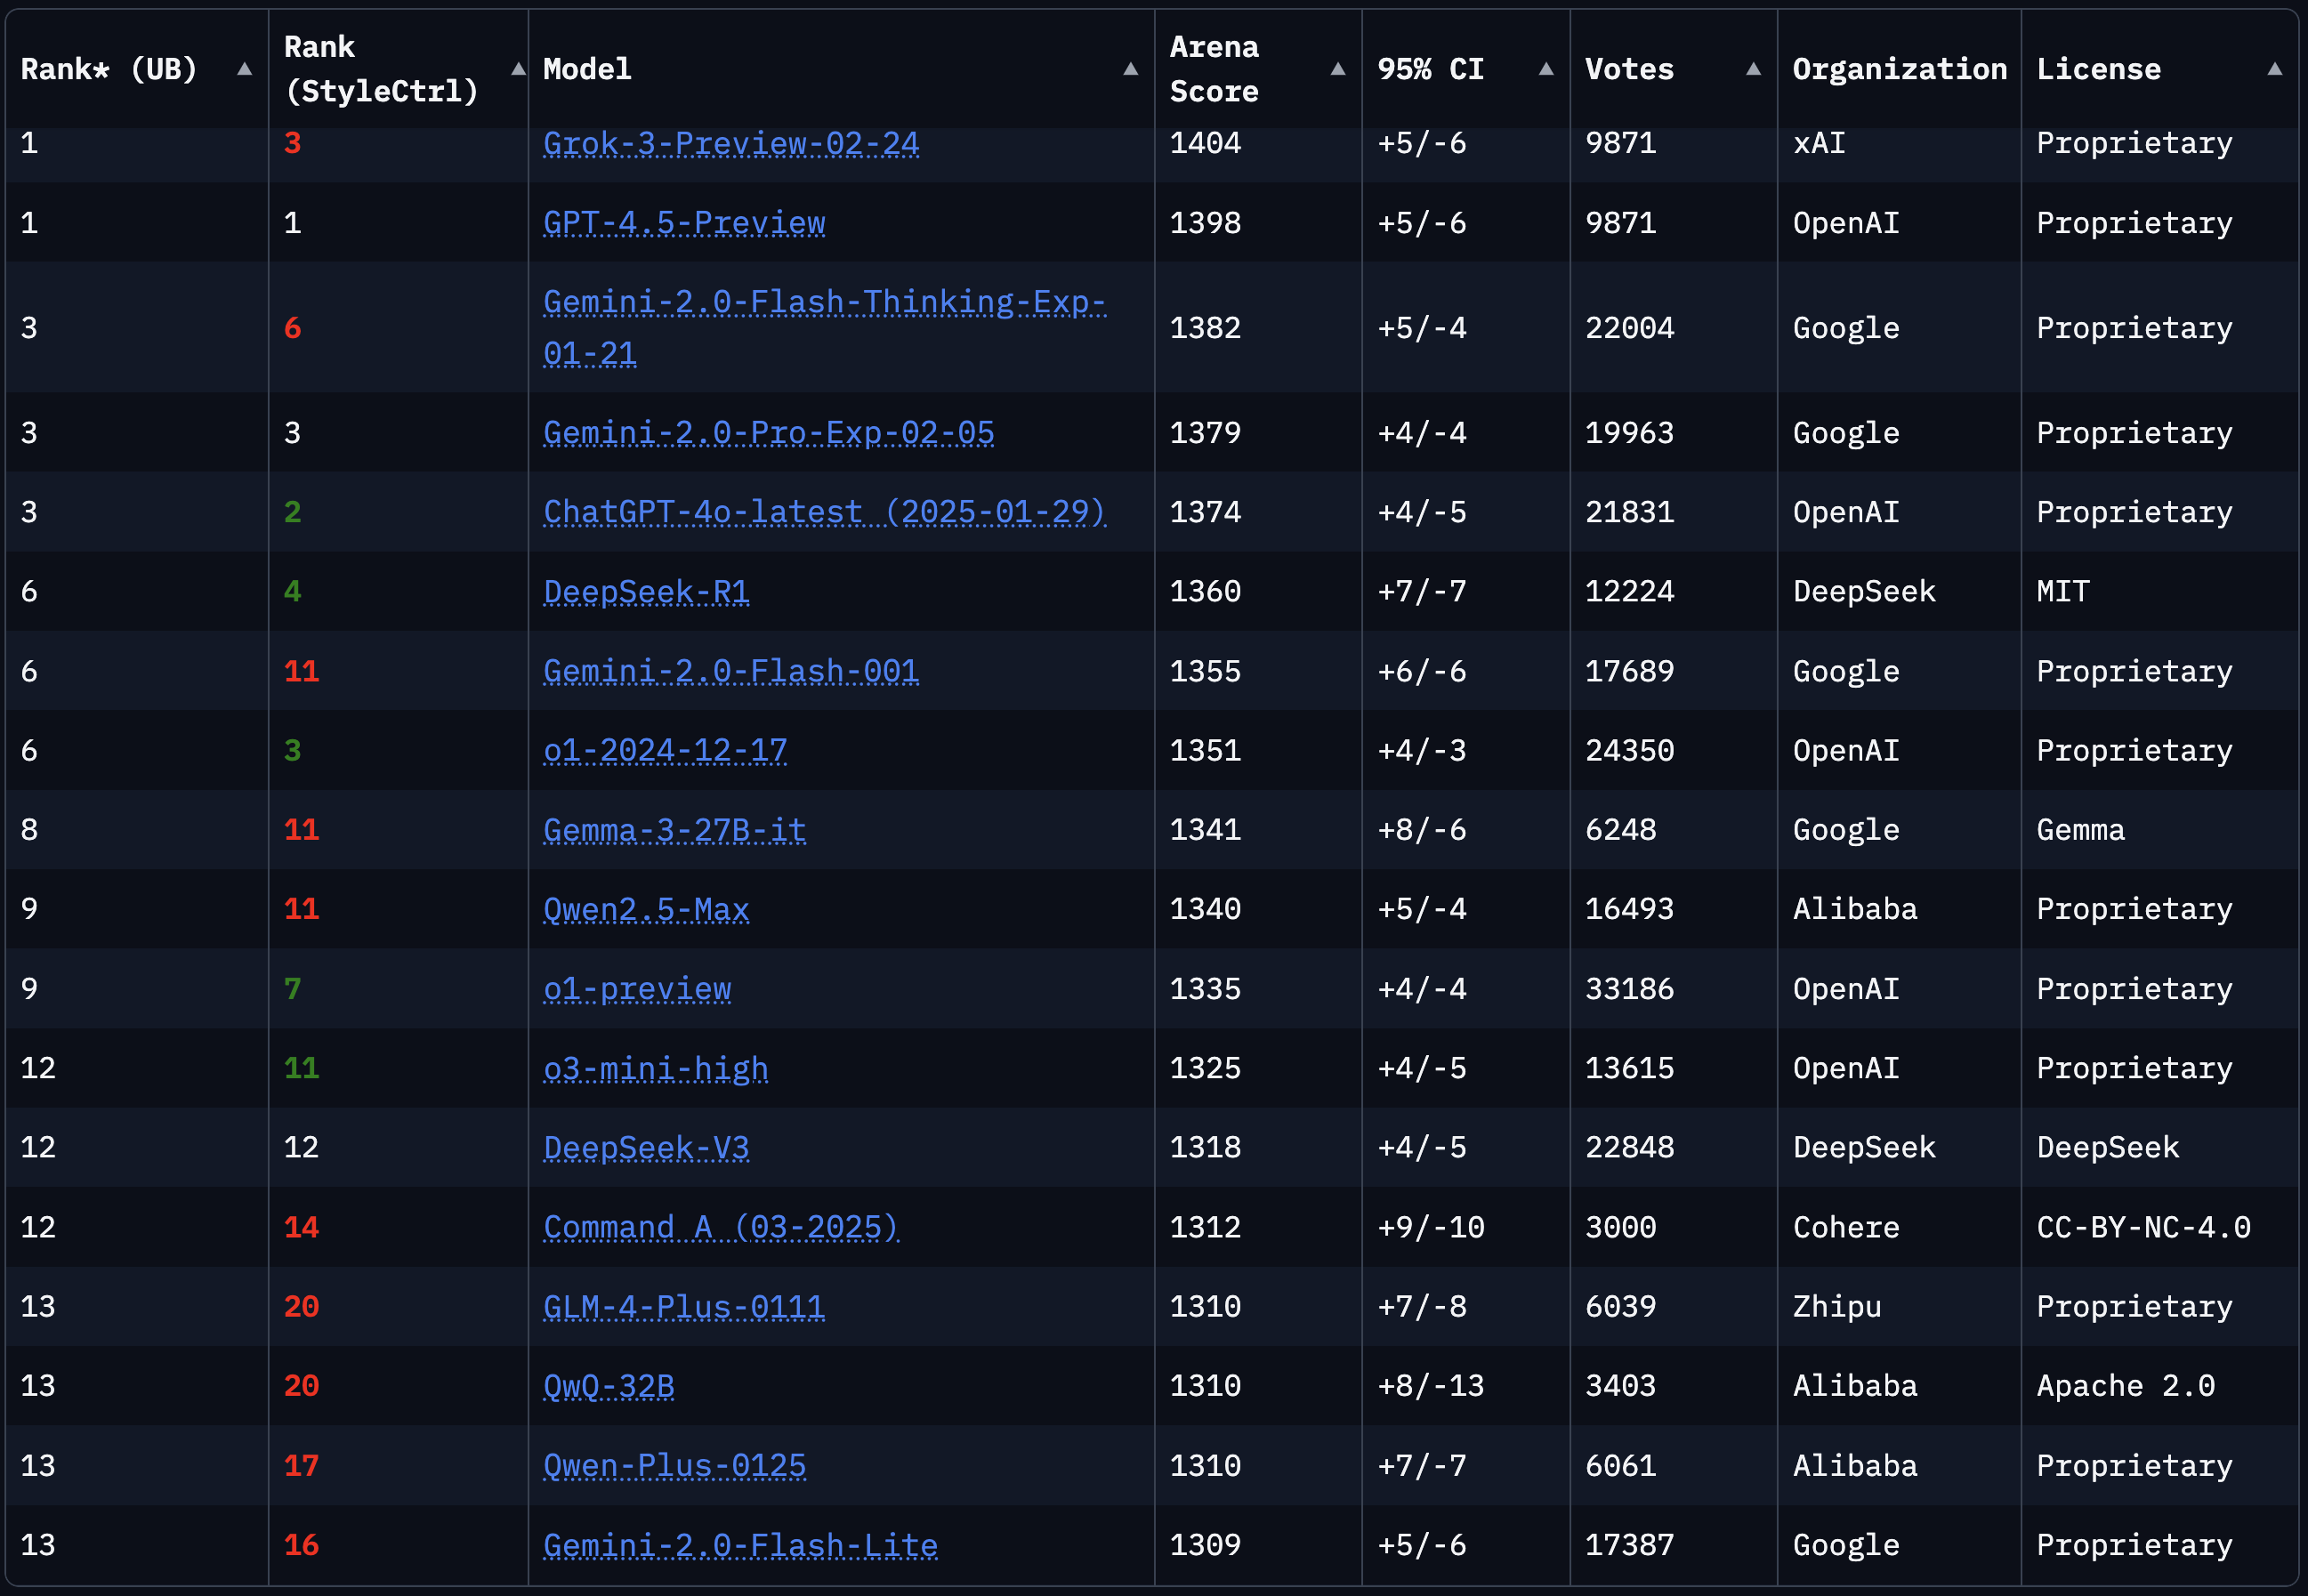 Rank* (UB) ▲ Rank (StyleCtrl) ▲ Model ▲ Arena Score ▲ 95% CI ▲ Votes ▲ Organization License ▲
1 3 Grok-3-Preview-02-24 1404 +5/-6 9871 xAI Proprietary
1 1 GPT-4.5-Preview 1398 +5/-6 9871 OpenAI Proprietary
3 6 Gemini-2.0-Flash-Thinking-Exp-01-21 1382 +5/-4 22004 Google Proprietary
3 3 Gemini-2.0-Pro-Exp-02-05 1379 +4/-4 19963 Google Proprietary
3 2 ChatGPT-4o-latest (2025-01-29) 1374 +4/-5 21831 OpenAI Proprietary
6 4 DeepSeek-R1 1360 +7/-7 12224 DeepSeek MIT
6 11 Gemini-2.0-Flash-001 1355 +6/-6 17689 Google Proprietary
6 3 o1-2024-12-17 1351 +4/-3 24350 OpenAI Proprietary
8 11 Gemma-3-27B-it 1341 +8/-6 6248 Google Gemma
9 11 Qwen2.5-Max 1340 +5/-4 16493 Alibaba Proprietary
9 7 o1-preview 1335 +4/-4 33186 OpenAI Proprietary
12 11 o3-mini-high 1325 +4/-5 13615 OpenAI Proprietary
12 12 DeepSeek-V3 1318 +4/-5 22848 DeepSeek DeepSeek
12 14 Command A (03-2025) 1312 +9/-10 3000 Cohere CC-BY-NC-4.0
13 20 GLM-4-Plus-0111 1310 +7/-8 6039 Zhipu Proprietary
13 20 QwQ-32B 1310 +8/-13 3403 Alibaba Apache 2.0
13 17 Qwen-Plus-0125 1310 +7/-7 6061 Alibaba Proprietary
13 16 Gemini-2.0-Flash-Lite 1309 +5/-6 17387 Google Proprietary